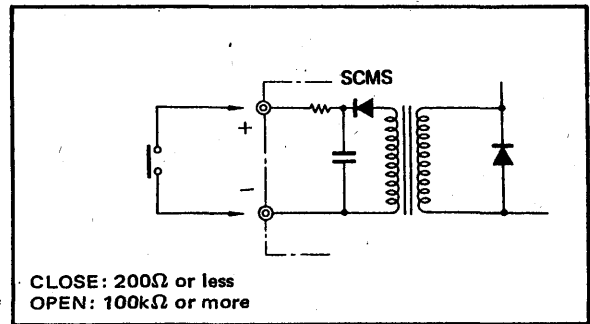 SCMS
+
−
CLOSE: 200Ω or less
OPEN: 100kΩ or more